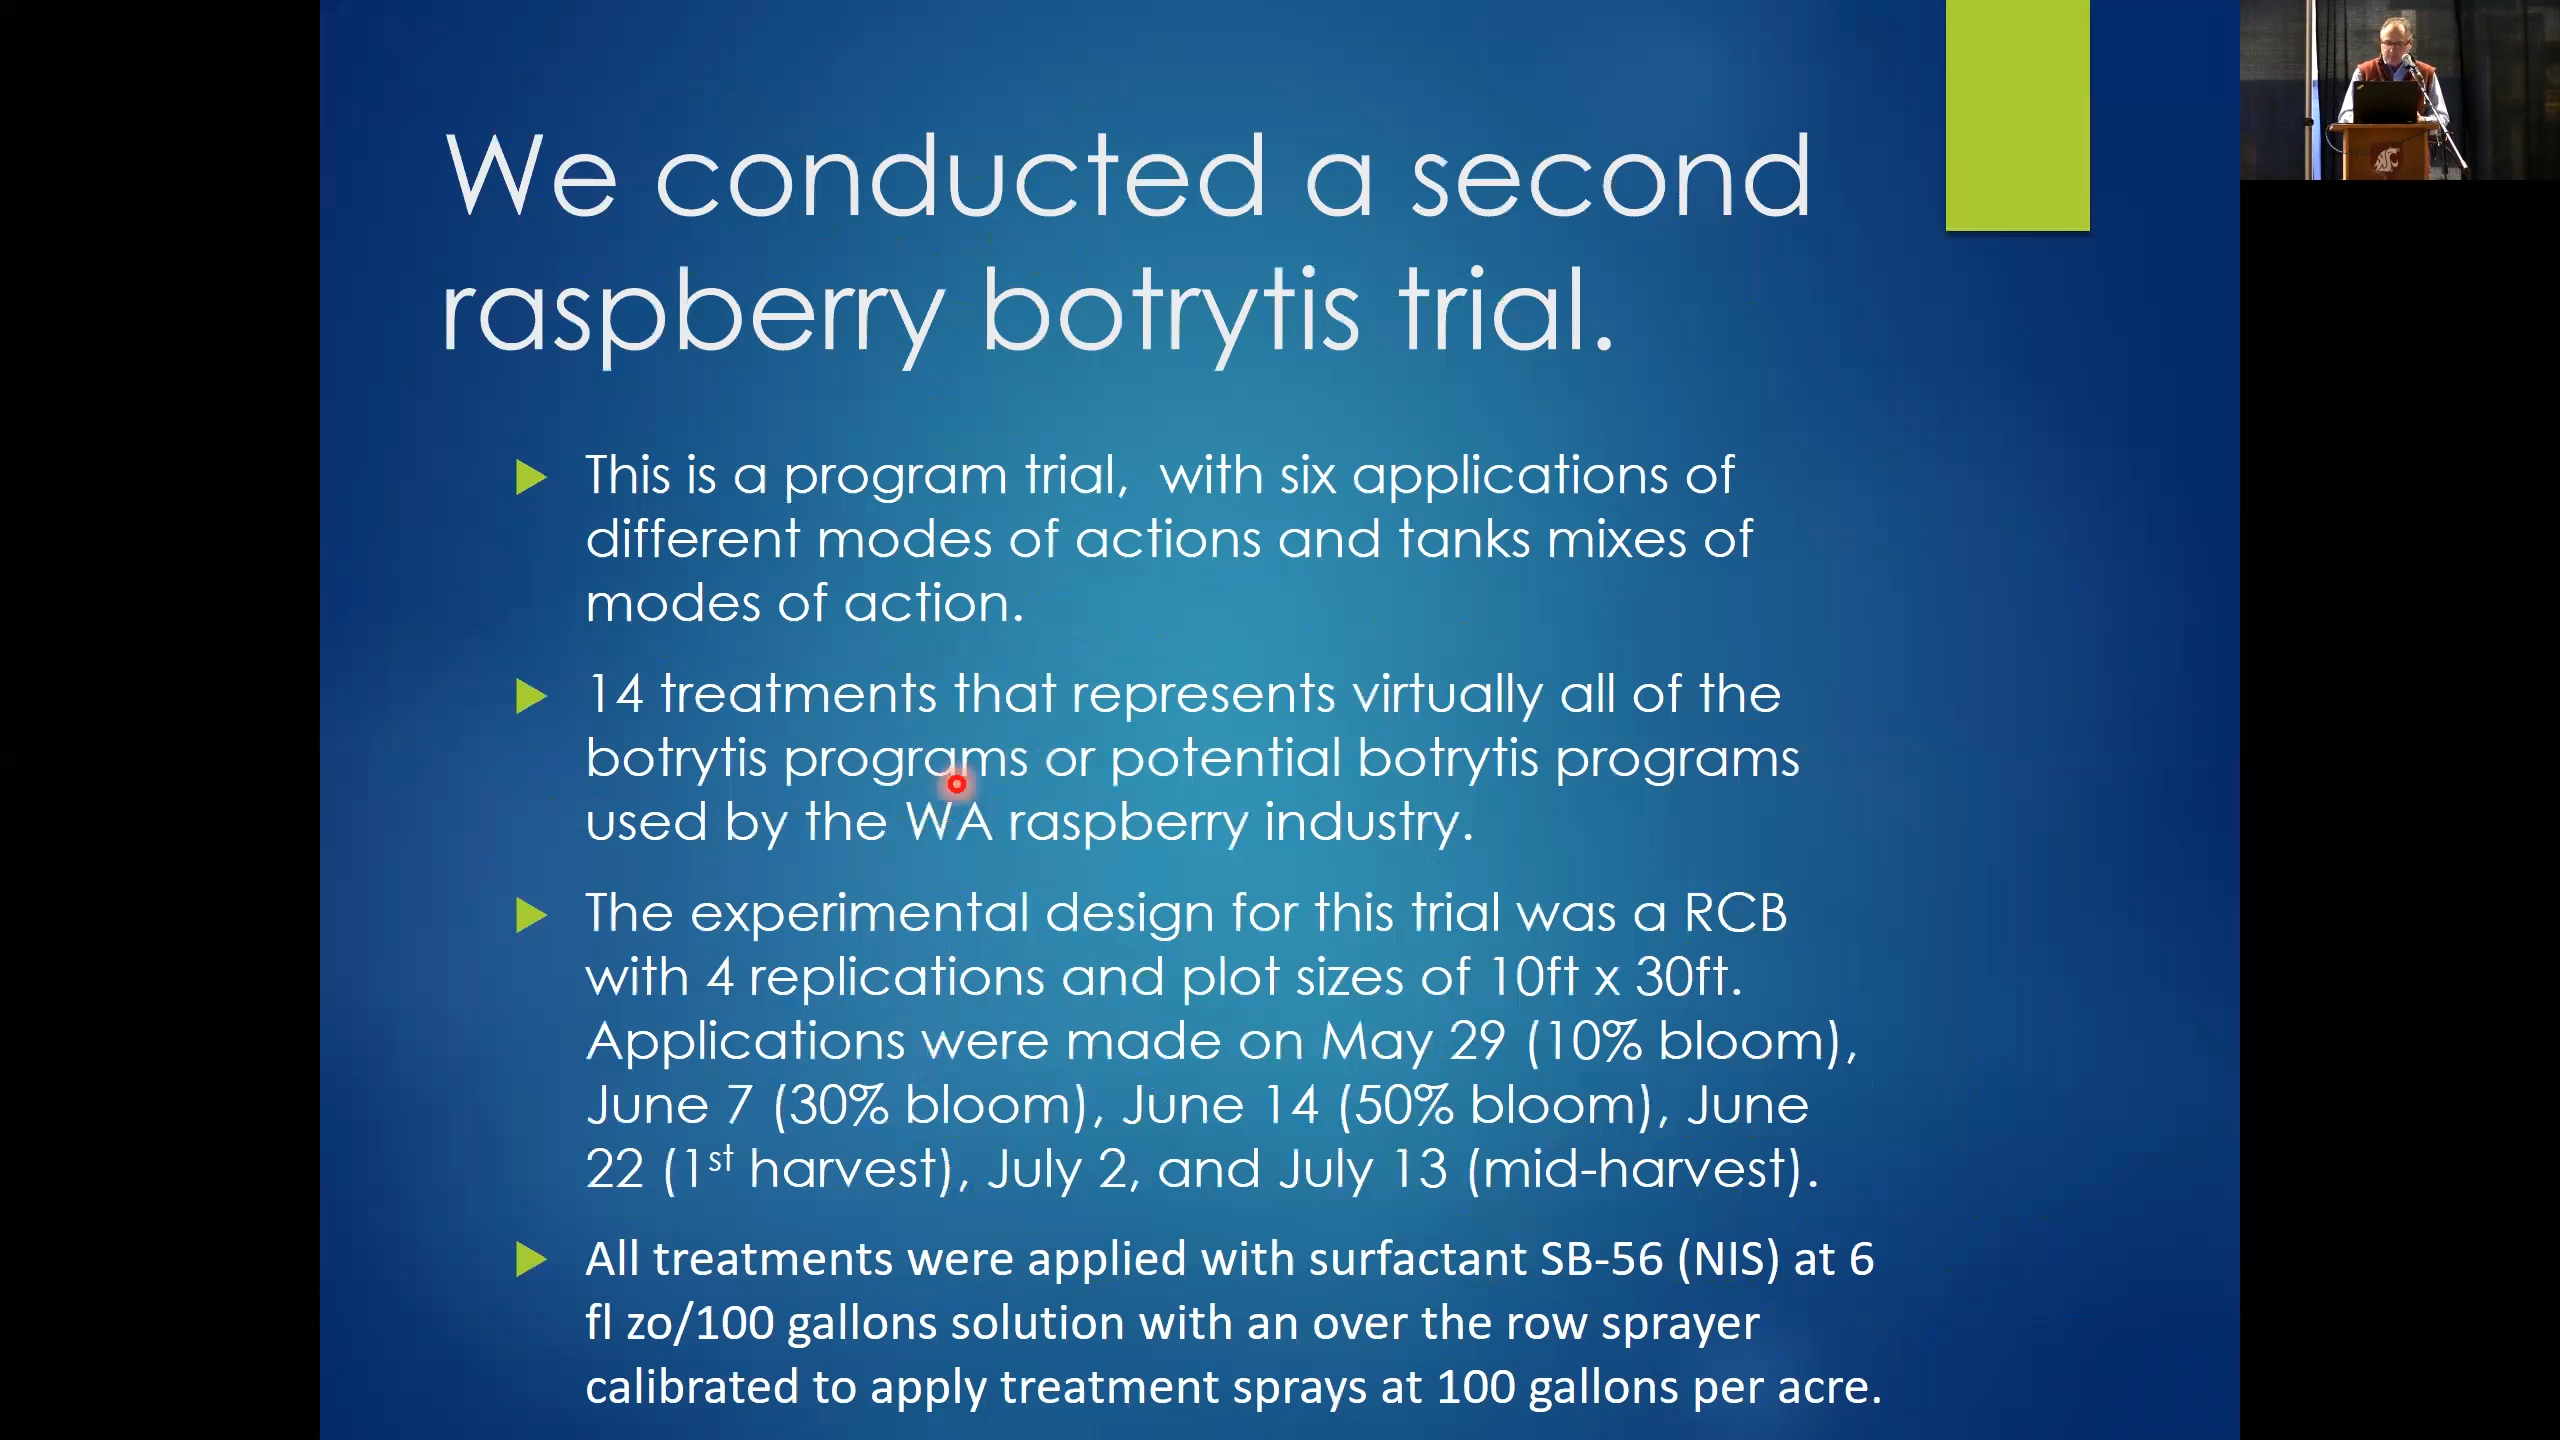 We conducted a second
raspberry botrytis trial.
This is a program trial,  with six applications of
different modes of actions and tanks mixes of
modes of action.
14 treatments that represents virtually all of the
botrytis programs or potential botrytis programs
used by the WA raspberry industry.
The experimental design for this trial was a RCB
with 4 replications and plot sizes of 10ft x 30ft.
Applications were made on May 29 (10% bloom),
June 7 (30% bloom), June 14 (50% bloom), June
22 (1st harvest), July 2, and July 13 (mid-harvest).
All treatments were applied with surfactant SB-56 (NIS) at 6
fl zo/100 gallons solution with an over the row sprayer
calibrated to apply treatment sprays at 100 gallons per acre.